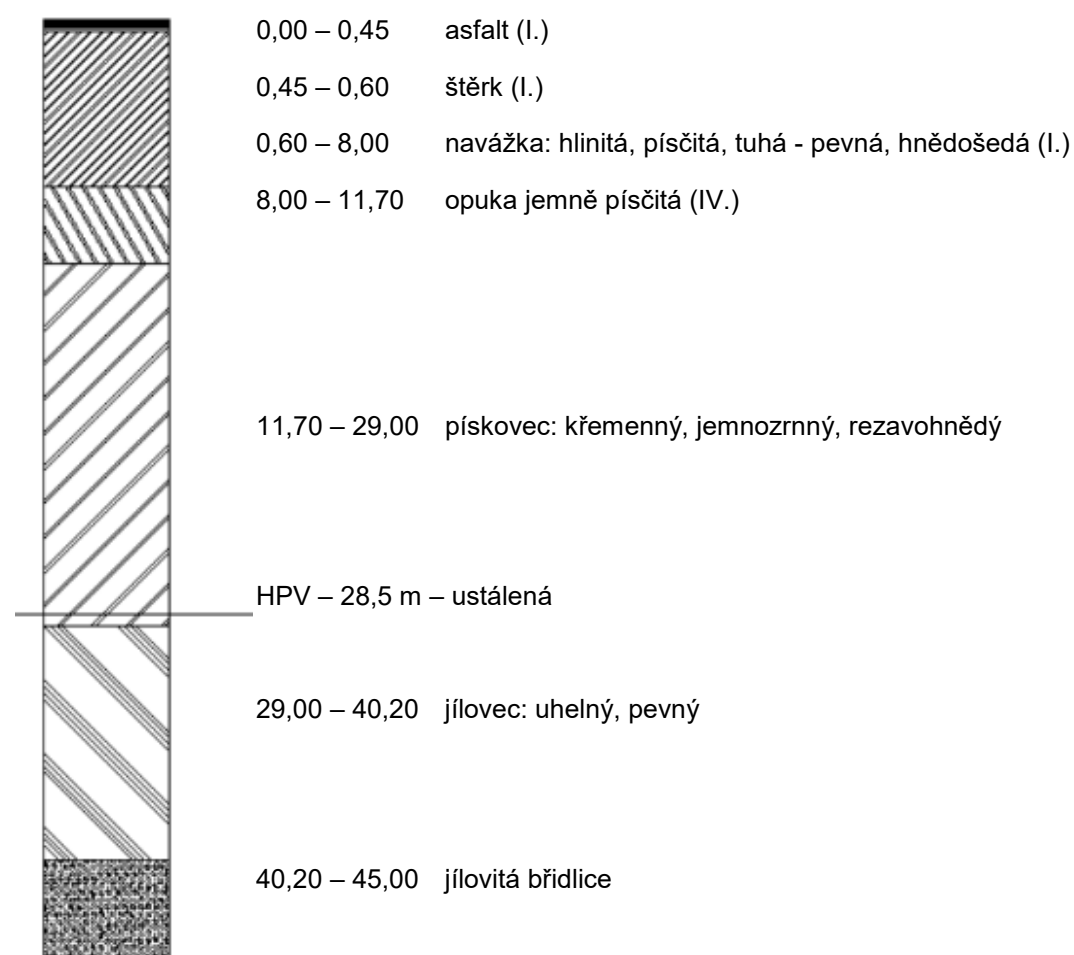 0,00 – 0,45 asfalt (I.)
0,45 – 0,60 štěrk (I.)
0,60 – 8,00 navážka: hlinitá, písčitá, tuhá - pevná, hnědošedá (I.)
8,00 – 11,70 opuka jemně písčitá (IV.)
11,70 – 29,00 pískovec: křemenný, jemnozrnný, rezavohnědý
HPV – 28,5 m – ustálená
29,00 – 40,20 jílovec: uhelný, pevný
40,20 – 45,00 jílovitá břidlice